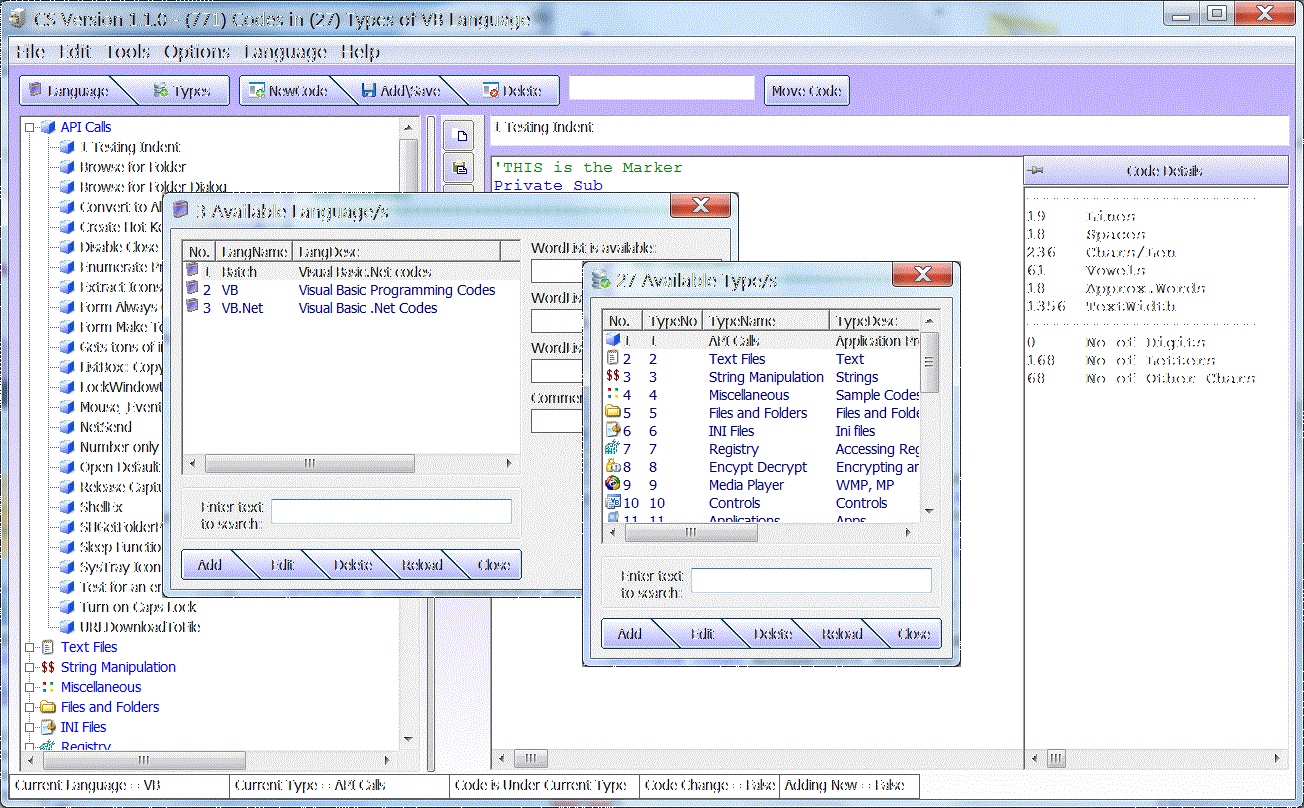 CS Version 1.1.0 - (771) Codes in (27) Types of VB Language
File Edit Tools Options Language Help
Language Types NewCode Add\Save Delete Move Code
API Calls
1. Testing Indent
Browse for Folder
Browse for Folder Dialog
Convert to Al
Create Hot Ke
Disable Close
Enumerate Pr
Extract Icons
Form Always
Form Make To
Gets tons of i
ListBox: Copy
LockWindowU
Mouse_Event
NetSend
Number only
Open Default
Release Captu
ShellEx
SHGetFolderP
Sleep Functio
SysTray Icon
Test for an er
Turn on Caps Lock
URLDownloadToFile
Text Files
String Manipulation
Miscellaneous
Files and Folders
INI Files
Registry
1. Testing Indent
'THIS is the Marker
Private Sub
Code Details
19 Lines
18 Spaces
236 Chars/Len
61 Vowels
18 Approx.Words
1356 TextWidth
0 No of Digits
168 No of Letters
68 No of Other Chars
3 Available Language/s
No. LangName LangDesc
1 Batch Visual Basic.Net codes
2 VB Visual Basic Programming Codes
3 VB.Net Visual Basic .Net Codes
WordList is available:
WordList
WordList
Commen
Enter text
to search:
Add Edit Delete Reload Close
27 Available Type/s
No. TypeNo TypeName TypeDesc
1 1 API Calls Application Pr
2 2 Text Files Text
3 3 String Manipulation Strings
4 4 Miscellaneous Sample Codes
5 5 Files and Folders Files and Folde
6 6 INI Files Ini files
7 7 Registry Accessing Reg
8 8 Encypt Decrypt Encrypting ar
9 9 Media Player WMP, MP
10 10 Controls Controls
11 11 Applications Apps
Enter text
to search:
Add Edit Delete Reload Close
Current Language :: VB Current Type :: API Calls Code is Under Current Type Code Change :: False Adding New :: False